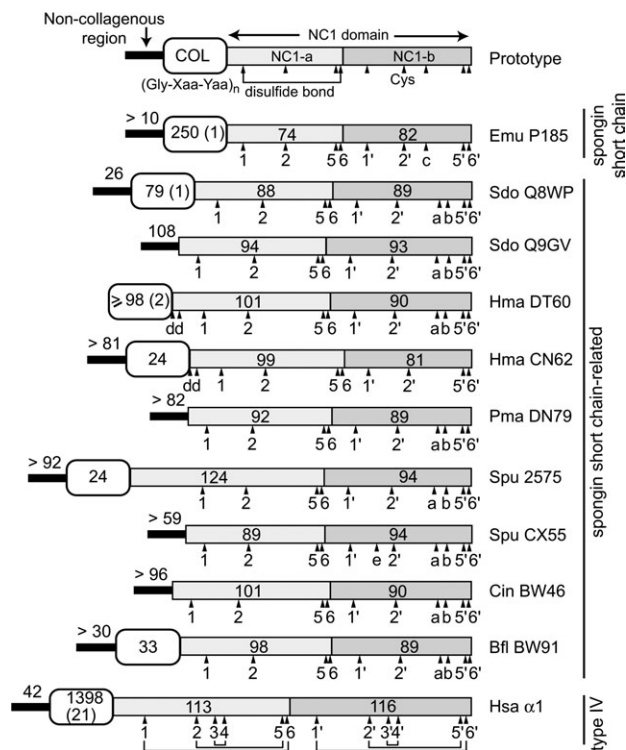 Non-collagenous
region
NC1 domain
COL
NC1-a
NC1-b
Prototype
(Gly-Xaa-Yaa)n
disulfide bond
Cys
> 10
250 (1)
74
82
Emu P185
1 2 5 6 1' 2' c 5' 6'
spongin
short chain
26
79 (1)
88
89
Sdo Q8WP
1 2 5 6 1' 2' a b 5' 6'
108
94
93
Sdo Q9GV
1 2 5 6 1' 2' a b 5' 6'
⩾ 98 (2)
101
90
Hma DT60
d d 1 2 5 6 1' 2' a b 5' 6'
> 81
24
99
81
Hma CN62
d d 1 2 5 6 1' 2' 5' 6'
> 82
92
89
Pma DN79
1 2 5 6 1' 2' a b 5' 6'
> 92
24
124
94
Spu 2575
1 2 5 6 1' 2' a b 5' 6'
> 59
89
94
Spu CX55
1 2 5 6 1' e 2' a b 5' 6'
> 96
101
90
Cin BW46
1 2 5 6 1' 2' a b 5' 6'
> 30
33
98
89
Bfl BW91
1 2 5 6 1' 2' a b 5' 6'
spongin short chain-related
42
1398
(21)
113
116
Hsa α1
1 2 3 4 5 6 1' 2' 3' 4' 5' 6'
type IV